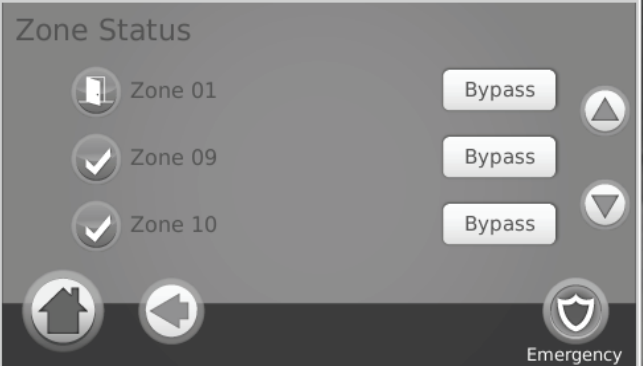 Zone Status
Zone 01 Bypass
Zone 09 Bypass
Zone 10 Bypass
Emergency